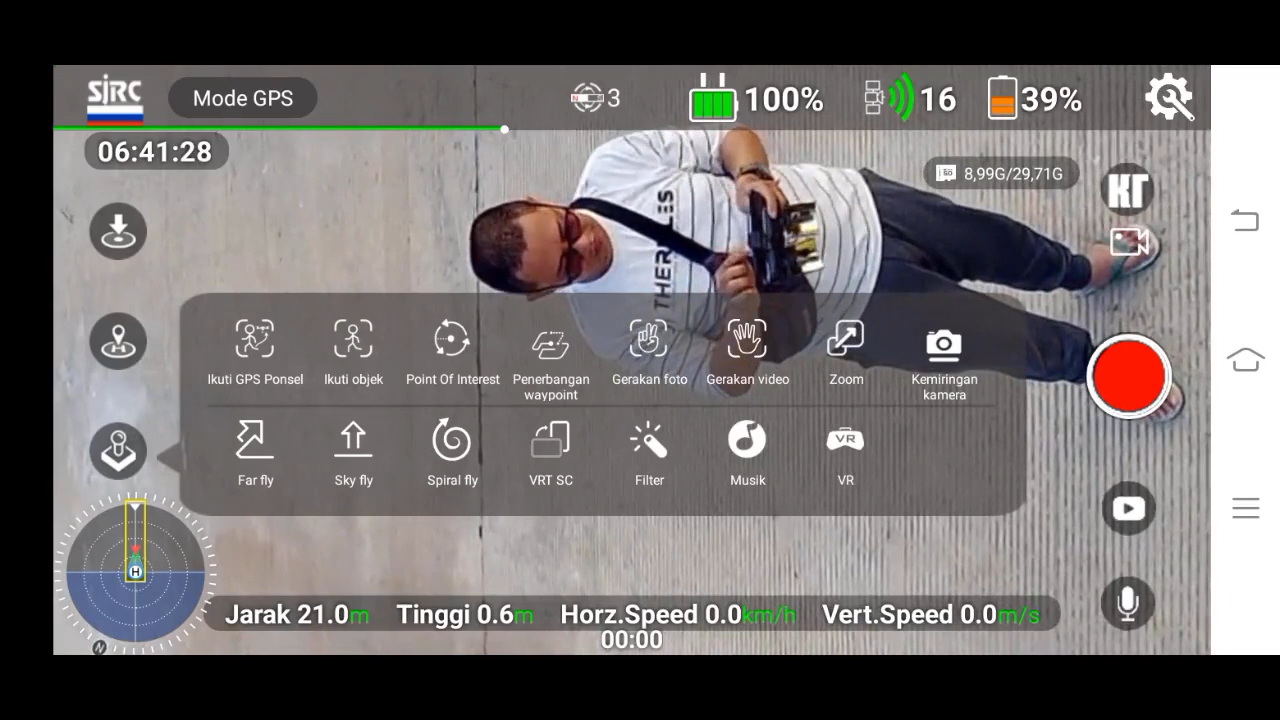 SJRC
Mode GPS
3
100%
16
39%
06:41:28
8,99G/29,71G
КГ
Ikuti GPS Ponsel
Ikuti objek
Point Of Interest
Penerbangan
waypoint
Gerakan foto
Gerakan video
Zoom
Kemiringan
kamera
Far fly
Sky fly
Spiral fly
VRT SC
Filter
Musik
VR
VR
H
N
Jarak 21.0m Tinggi 0.6m Horz.Speed 0.0km/h Vert.Speed 0.0m/s
00:00